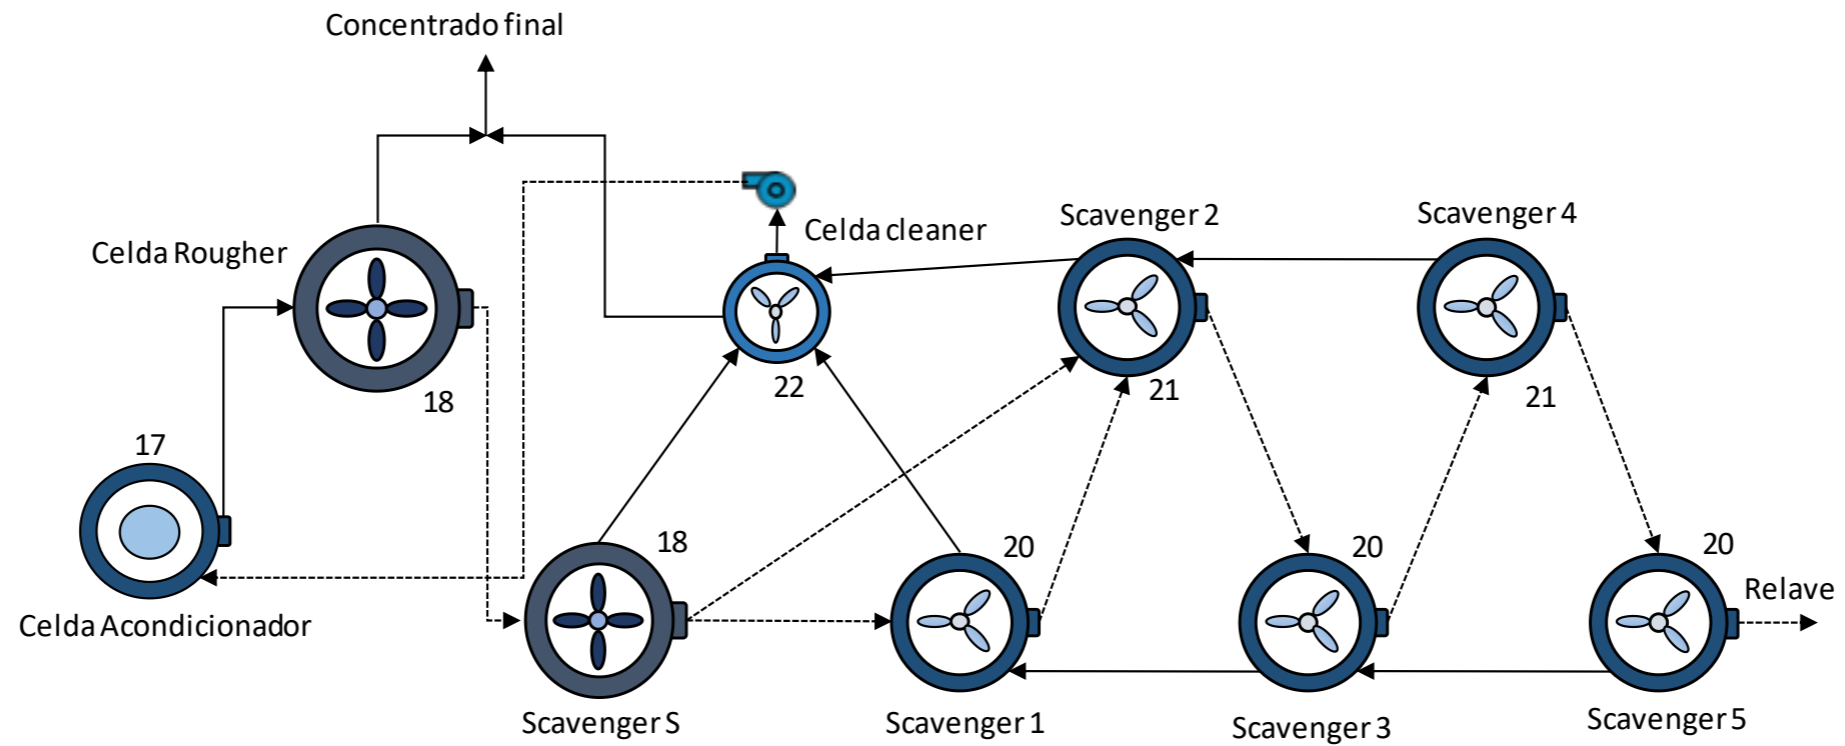 Concentrado final
Celda Rougher
18
17
Celda Acondicionador
Celda cleaner
22
Scavenger 2
21
Scavenger 4
21
18
Scavenger S
20
Scavenger 1
20
Scavenger 3
20
Scavenger 5
Relave